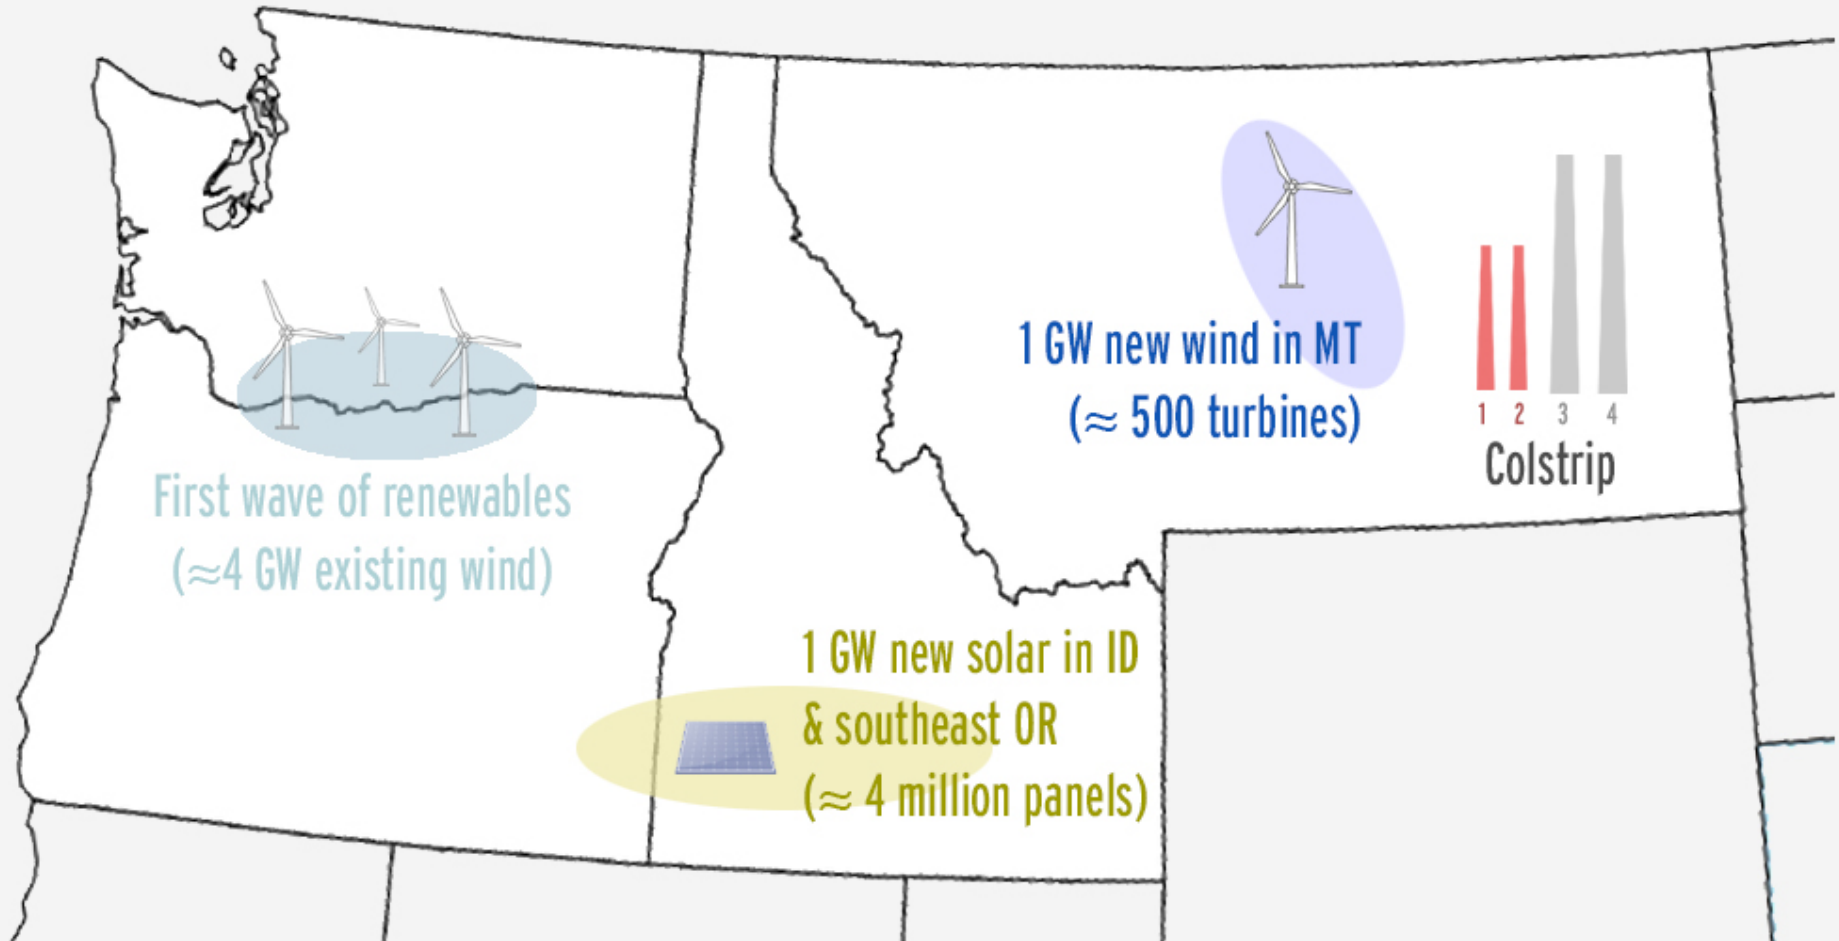 First wave of renewables
(≈4 GW existing wind)
1 GW new solar in ID
& southeast OR
(≈ 4 million panels)
1 GW new wind in MT
(≈ 500 turbines)
1 2 3 4
Colstrip